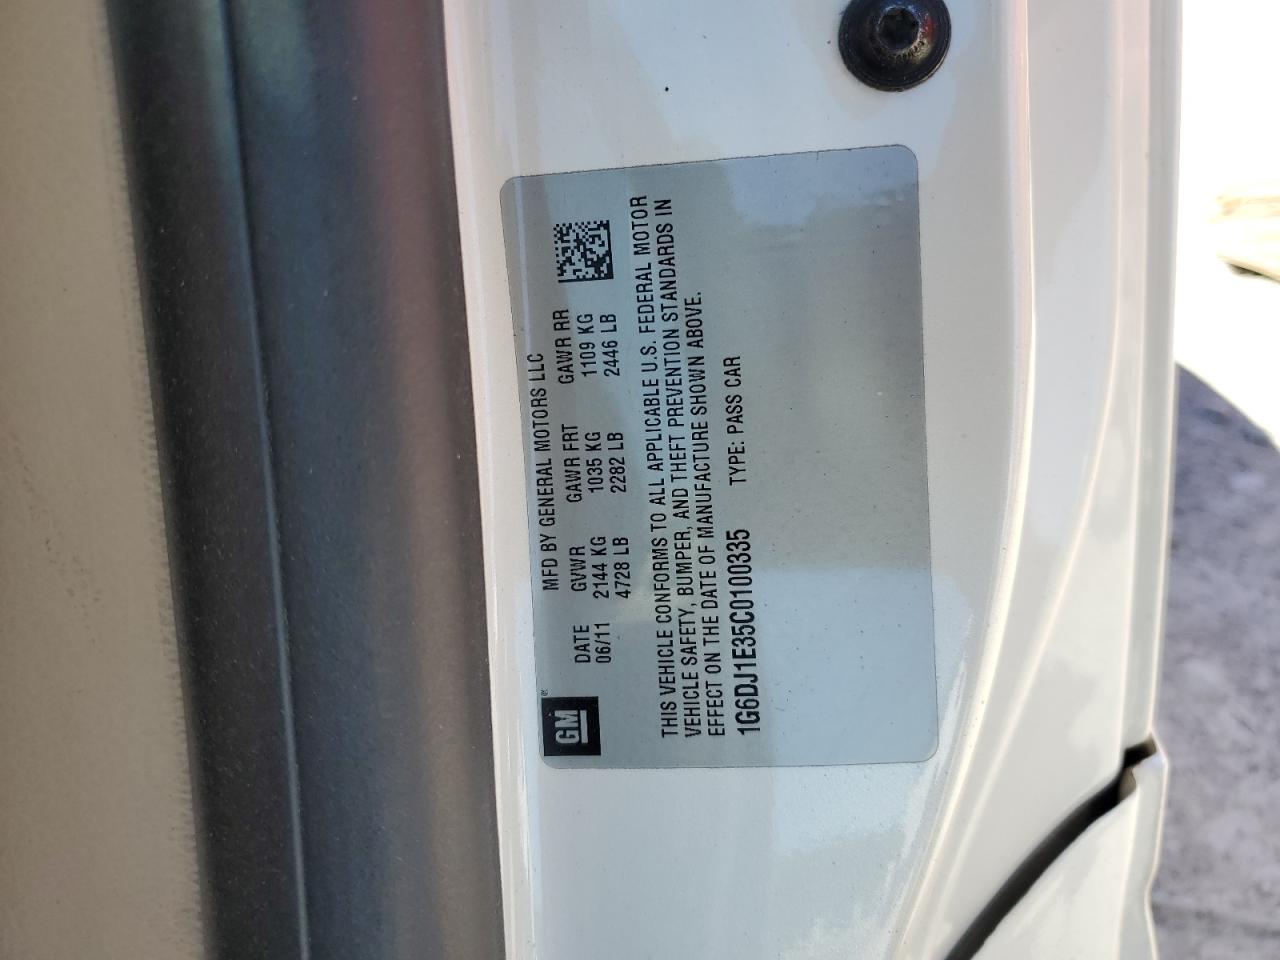 MFD BY GENERAL MOTORS LLC
DATE GVWR GAWR FRT GAWR RR
06/11 2144 KG 1035 KG 1109 KG
4728 LB 2282 LB 2446 LB
GM®
THIS VEHICLE CONFORMS TO ALL APPLICABLE U.S. FEDERAL MOTOR
VEHICLE SAFETY, BUMPER, AND THEFT PREVENTION STANDARDS IN
EFFECT ON THE DATE OF MANUFACTURE SHOWN ABOVE.
1G6DJ1E35C0100335 TYPE: PASS CAR